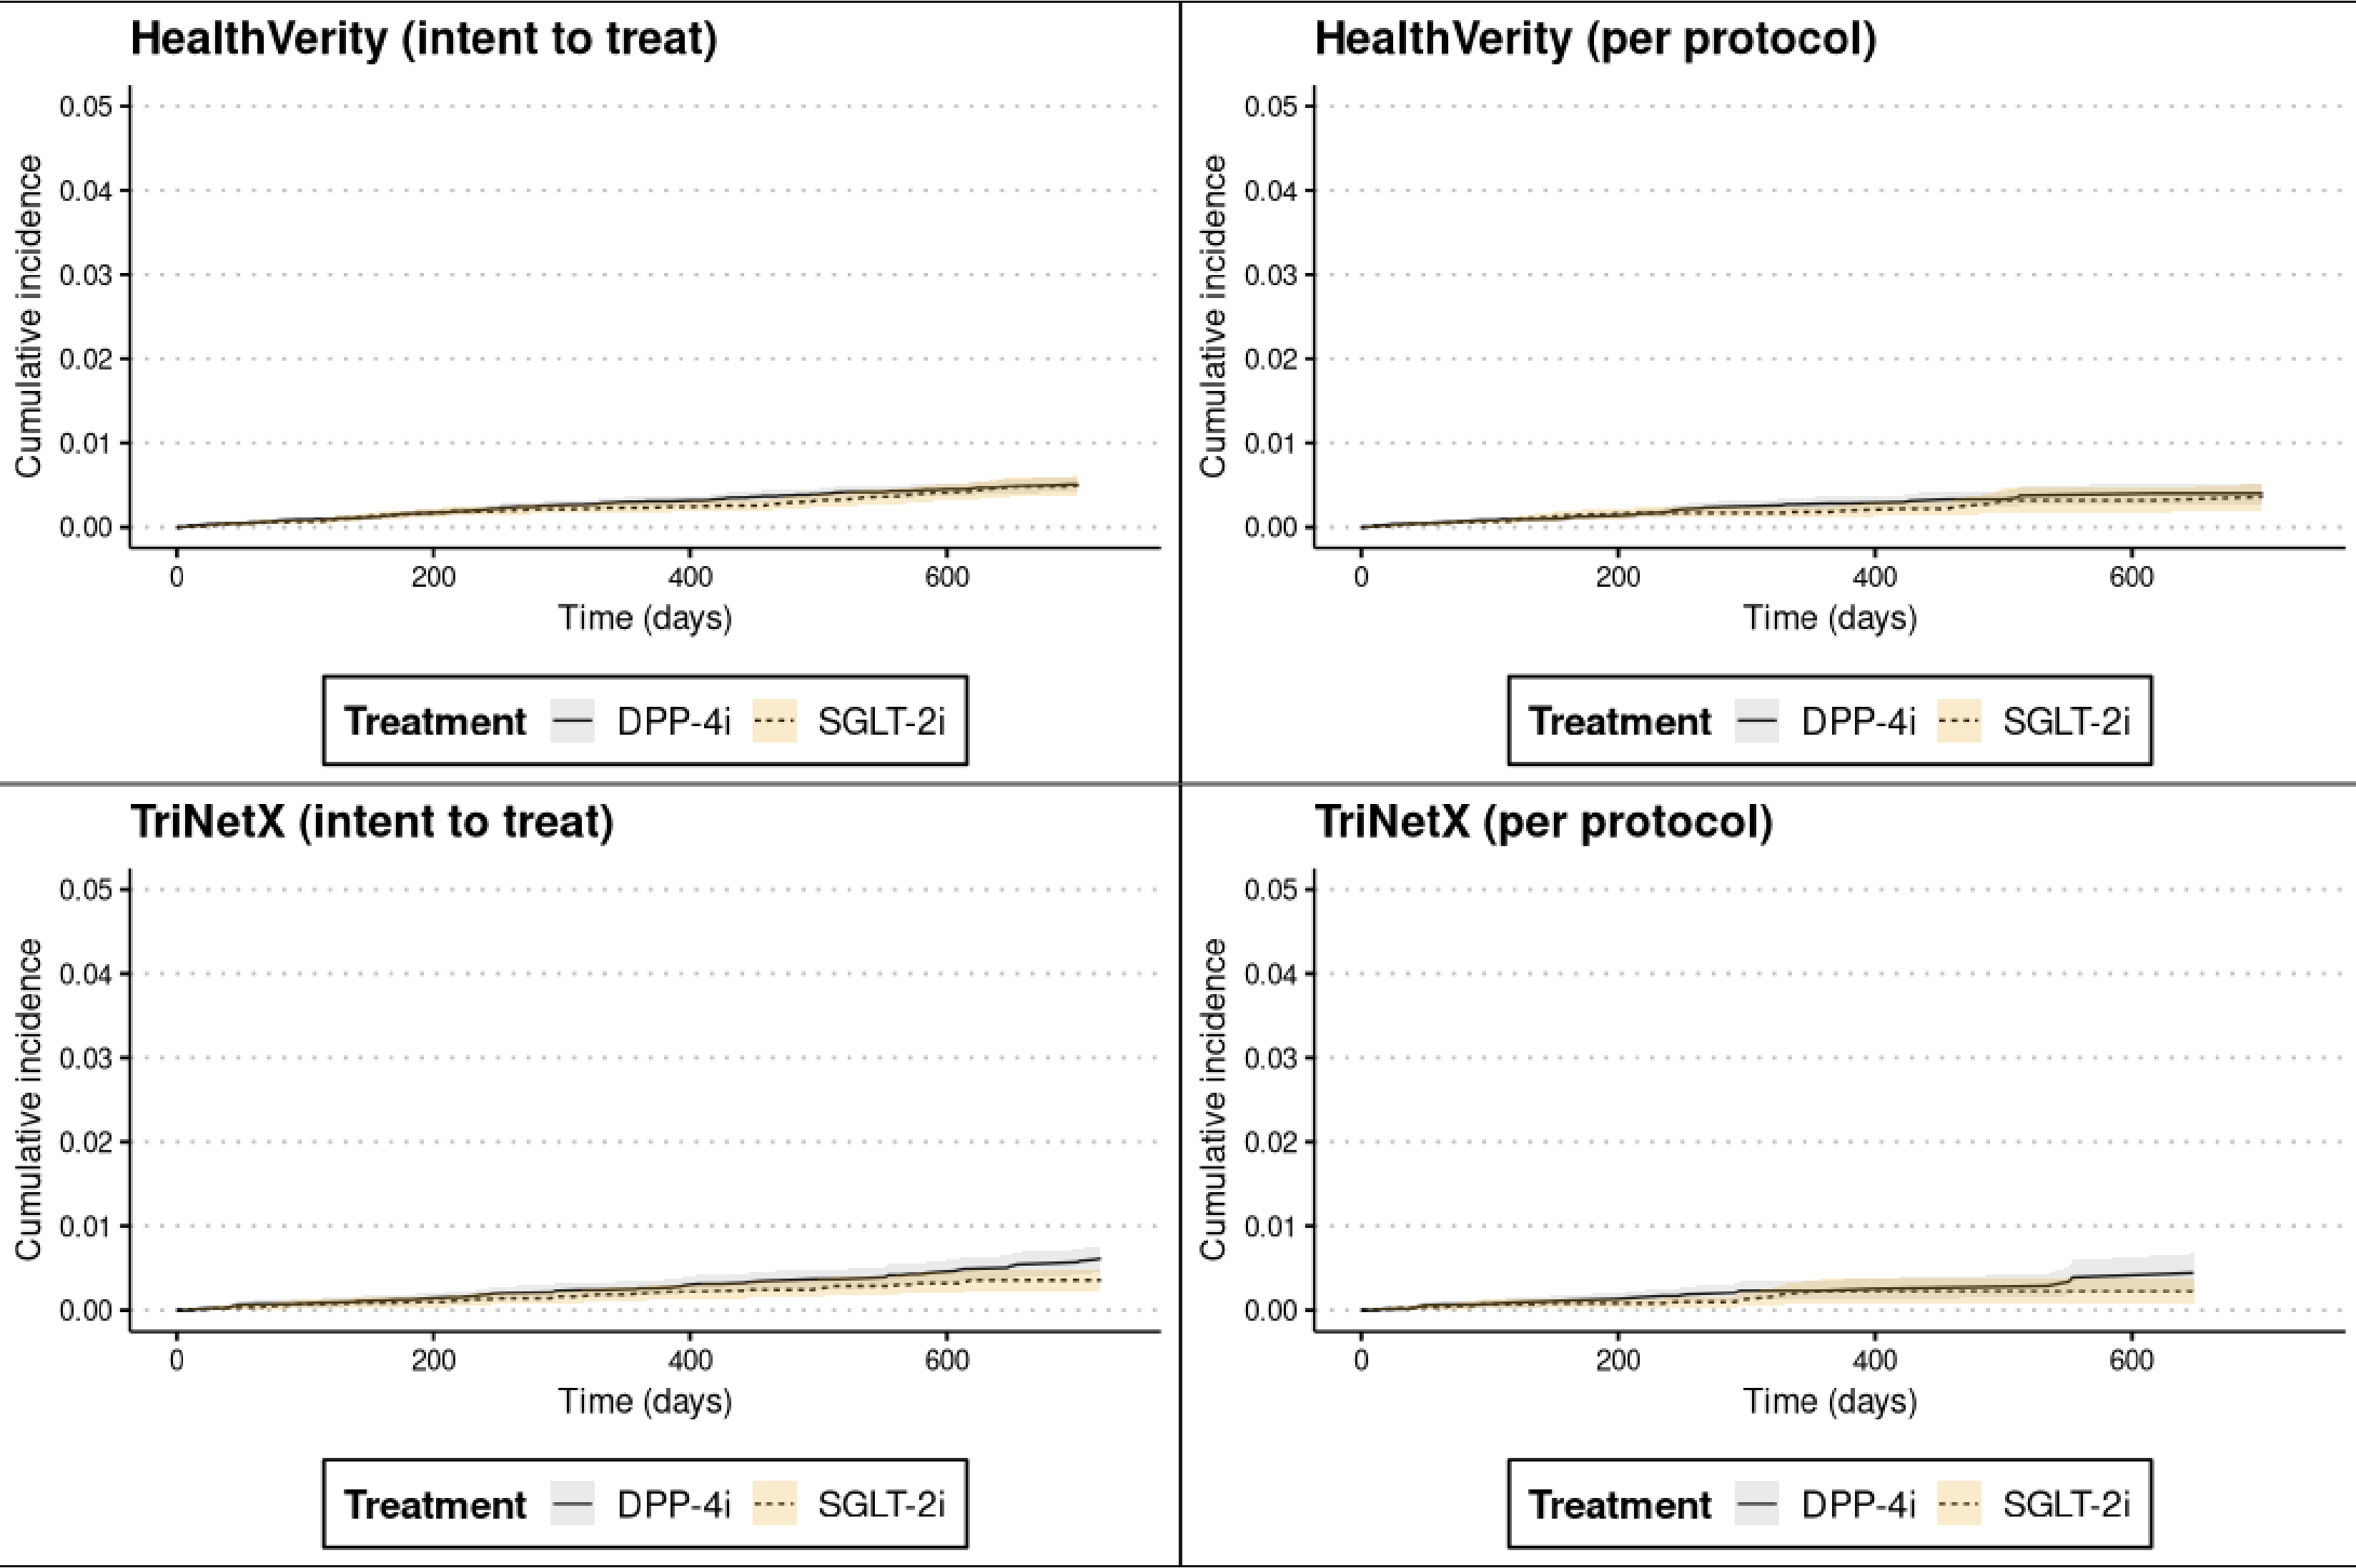 HealthVerity (intent to treat)
Cumulative incidence
0.05
0.04
0.03
0.02
0.01
0.00
0 200 400 600
Time (days)
Treatment DPP-4i SGLT-2i
HealthVerity (per protocol)
Cumulative incidence
0.05
0.04
0.03
0.02
0.01
0.00
0 200 400 600
Time (days)
Treatment DPP-4i SGLT-2i
TriNetX (intent to treat)
Cumulative incidence
0.05
0.04
0.03
0.02
0.01
0.00
0 200 400 600
Time (days)
Treatment DPP-4i SGLT-2i
TriNetX (per protocol)
Cumulative incidence
0.05
0.04
0.03
0.02
0.01
0.00
0 200 400 600
Time (days)
Treatment DPP-4i SGLT-2i